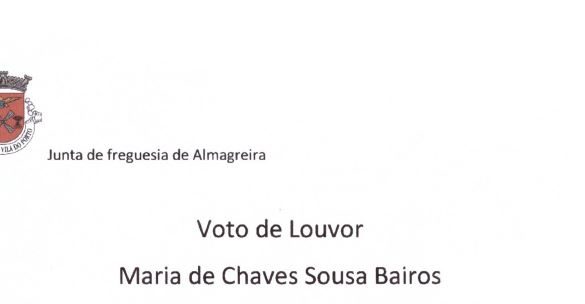 VILA DO PORTO
Junta de freguesia de Almagreira
Voto de Louvor
Maria de Chaves Sousa Bairos